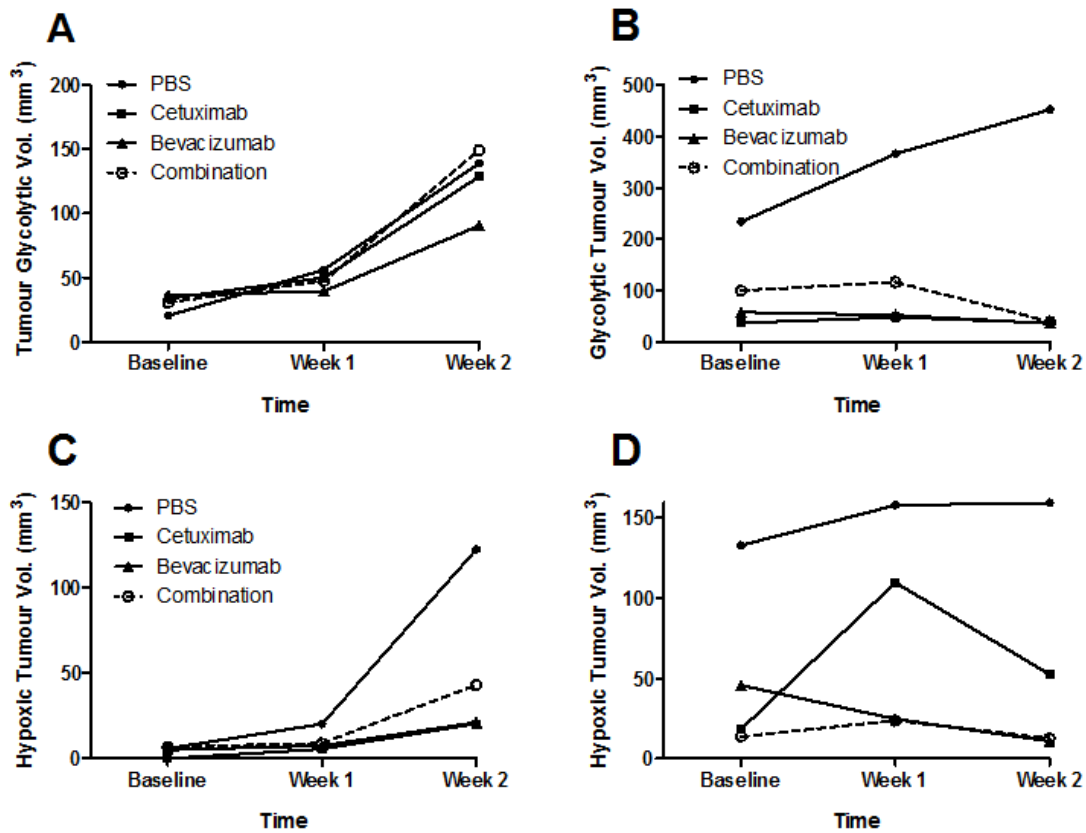 A
Tumour Glycolytic Vol. (mm³)
200
150
100
50
0
PBS
Cetuximab
Bevacizumab
Combination
Baseline
Week 1
Week 2
Time
B
Glycolytic Tumour Vol. (mm³)
500
400
300
200
100
0
PBS
Cetuximab
Bevacizumab
Combination
Baseline
Week 1
Week 2
Time
C
Hypoxic Tumour Vol. (mm³)
150
100
50
0
PBS
Cetuximab
Bevacizumab
Combination
Baseline
Week 1
Week 2
Time
D
Hypoxic Tumour Vol. (mm³)
150
100
50
0
Baseline
Week 1
Week 2
Time